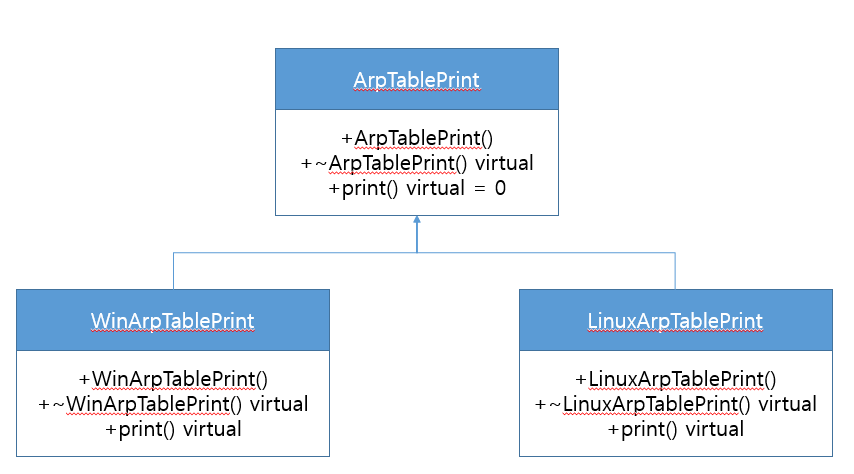 ArpTablePrint
+ArpTablePrint()
+~ArpTablePrint() virtual
+print() virtual = 0
WinArpTablePrint
+WinArpTablePrint()
+~WinArpTablePrint() virtual
+print() virtual
LinuxArpTablePrint
+LinuxArpTablePrint()
+~LinuxArpTablePrint() virtual
+print() virtual